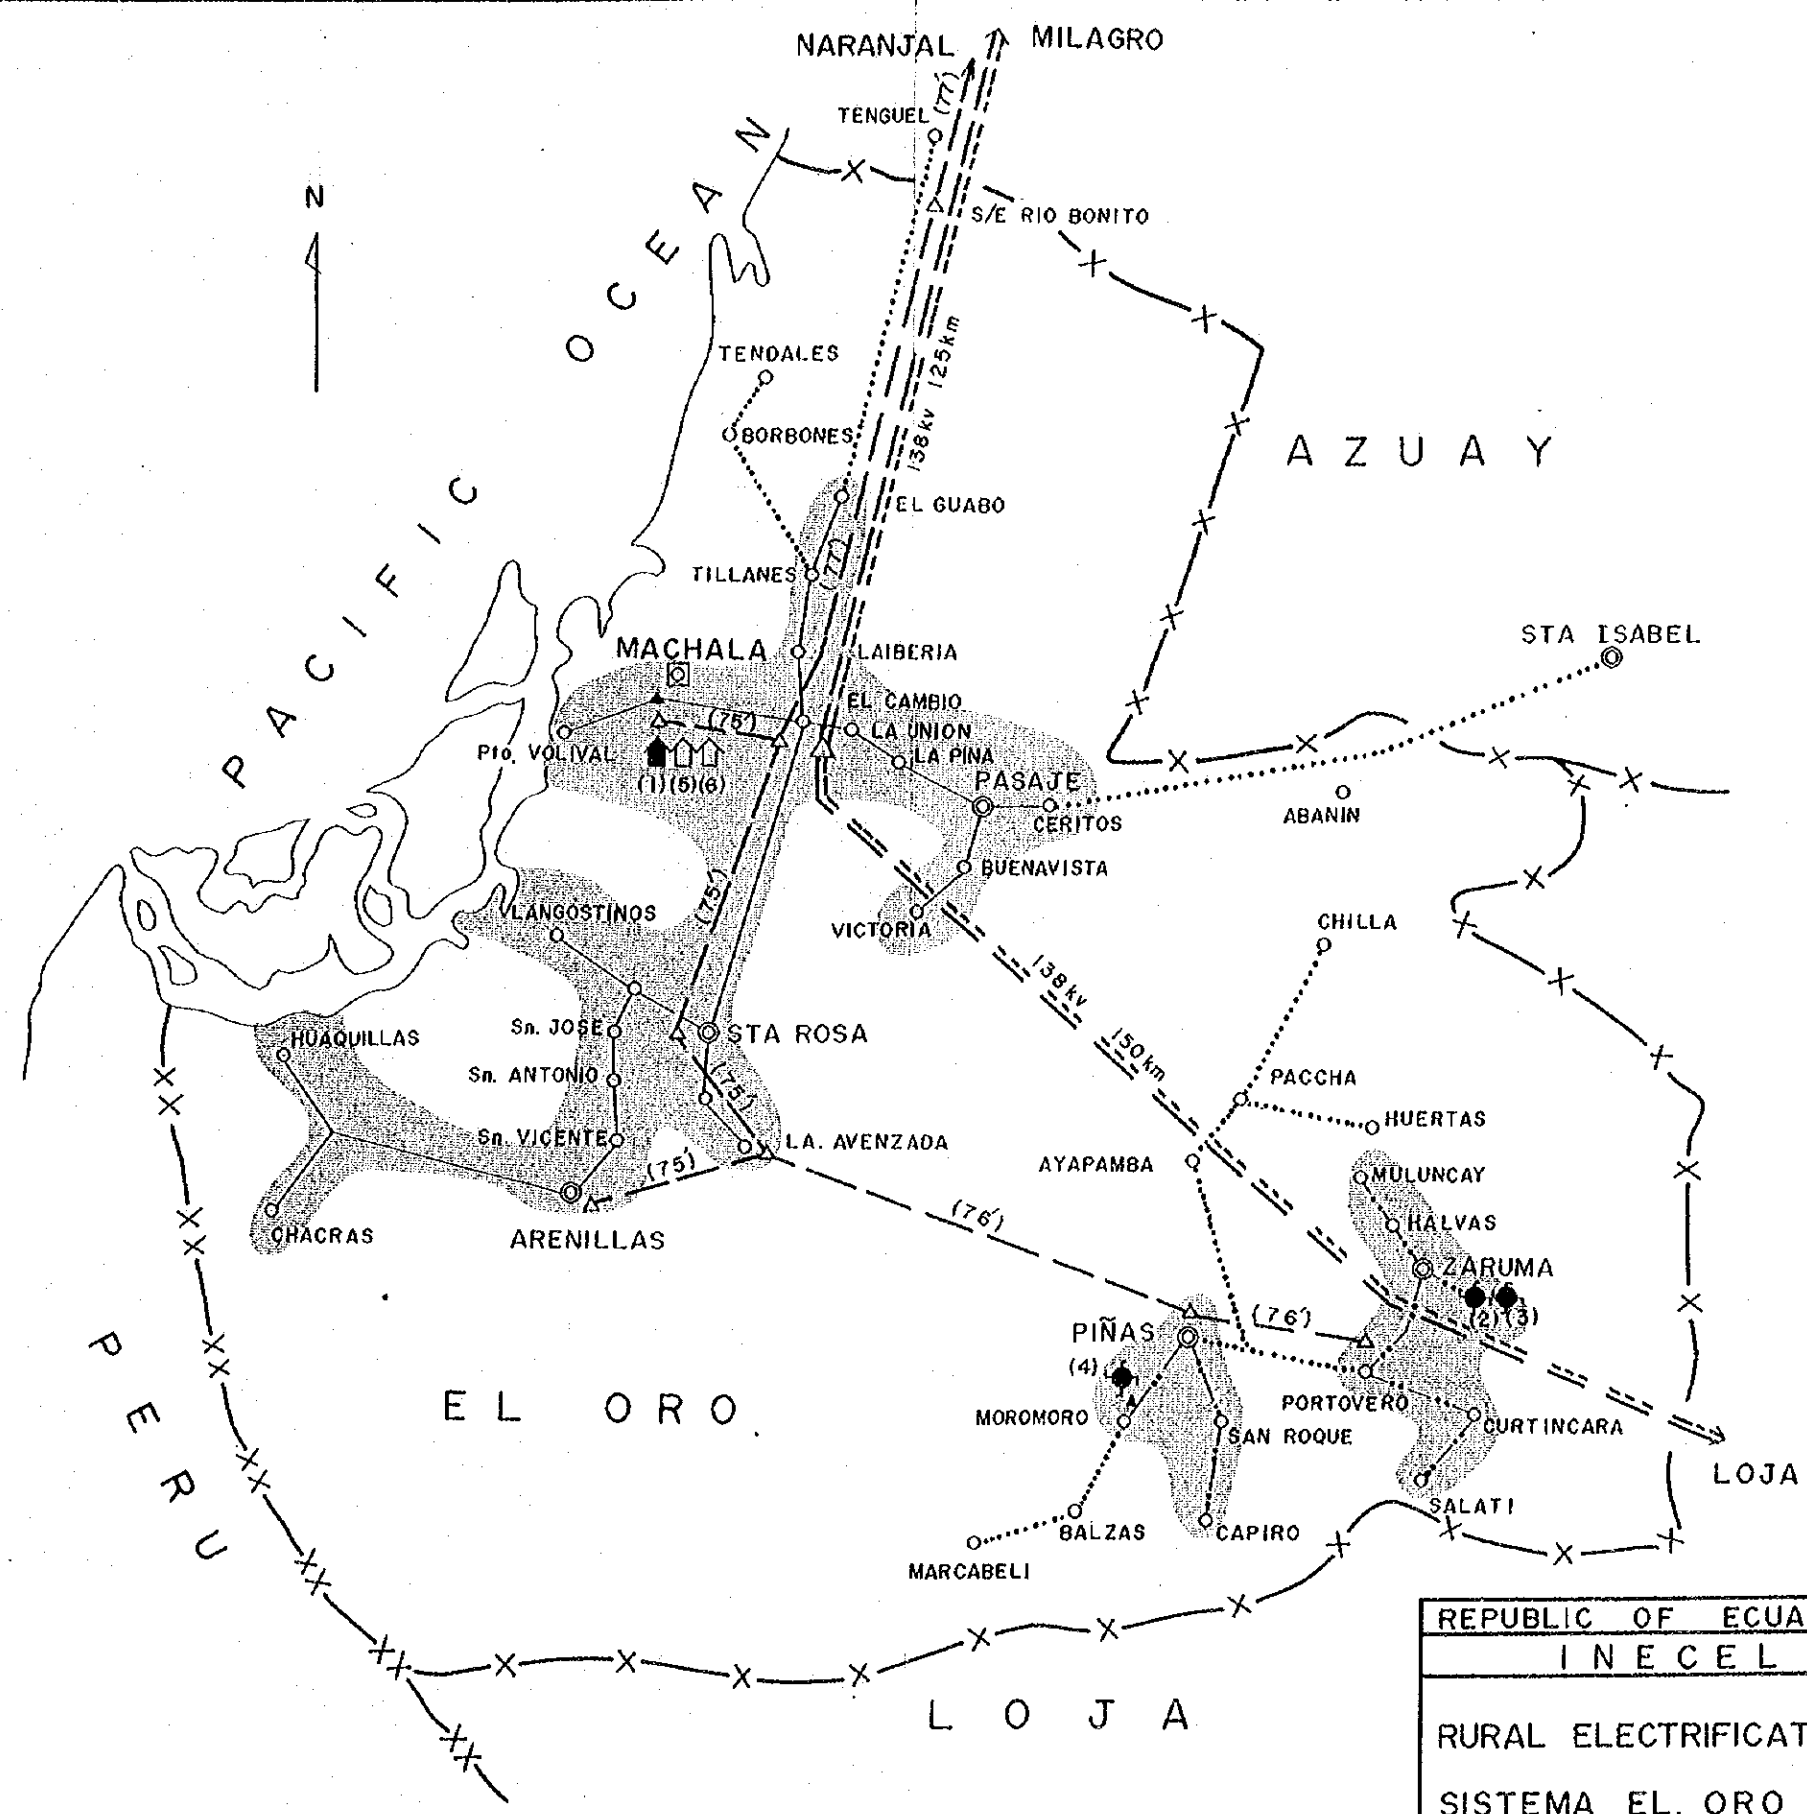 NARANJAL
MILAGRO
TENGUEL
(77')
N
S/E RIO BONITO
PACIFIC OCEAN
TENDALES
138kv 125km
BORBONES
AZUAY
EL GUABO
TILLANES
(77')
STA ISABEL
MACHALA
LAIBERIA
EL CAMBIO
(75')
LA UNION
Pto. VOLIVAL
LA PINA
(1)(5)(6)
PASAJE
CERITOS
ABANIN
BUENAVISTA
(75')
LANGOSTINOS
VICTORIA
CHILLA
138kv 150km
Sn. JOSE
STA ROSA
HUAQUILLAS
Sn. ANTONIO
(75')
PACCHA
HUERTAS
Sn. VICENTE
LA. AVENZADA
(75')
AYAPAMBA
MULUNCAY
CHACRAS
ARENILLAS
(76')
HALVAS
ZARUMA
(2)(3)
PIÑAS
(76')
(4)
PERU
EL ORO
MOROMORO
PORTOVERO
SAN ROQUE
CURTINCARA
LOJA
SALATI
BALZAS
CAPIRO
MARCABELI
LOJA
REPUBLIC OF ECUA
INECEL
RURAL ELECTRIFICAT
SISTEMA EL. ORO